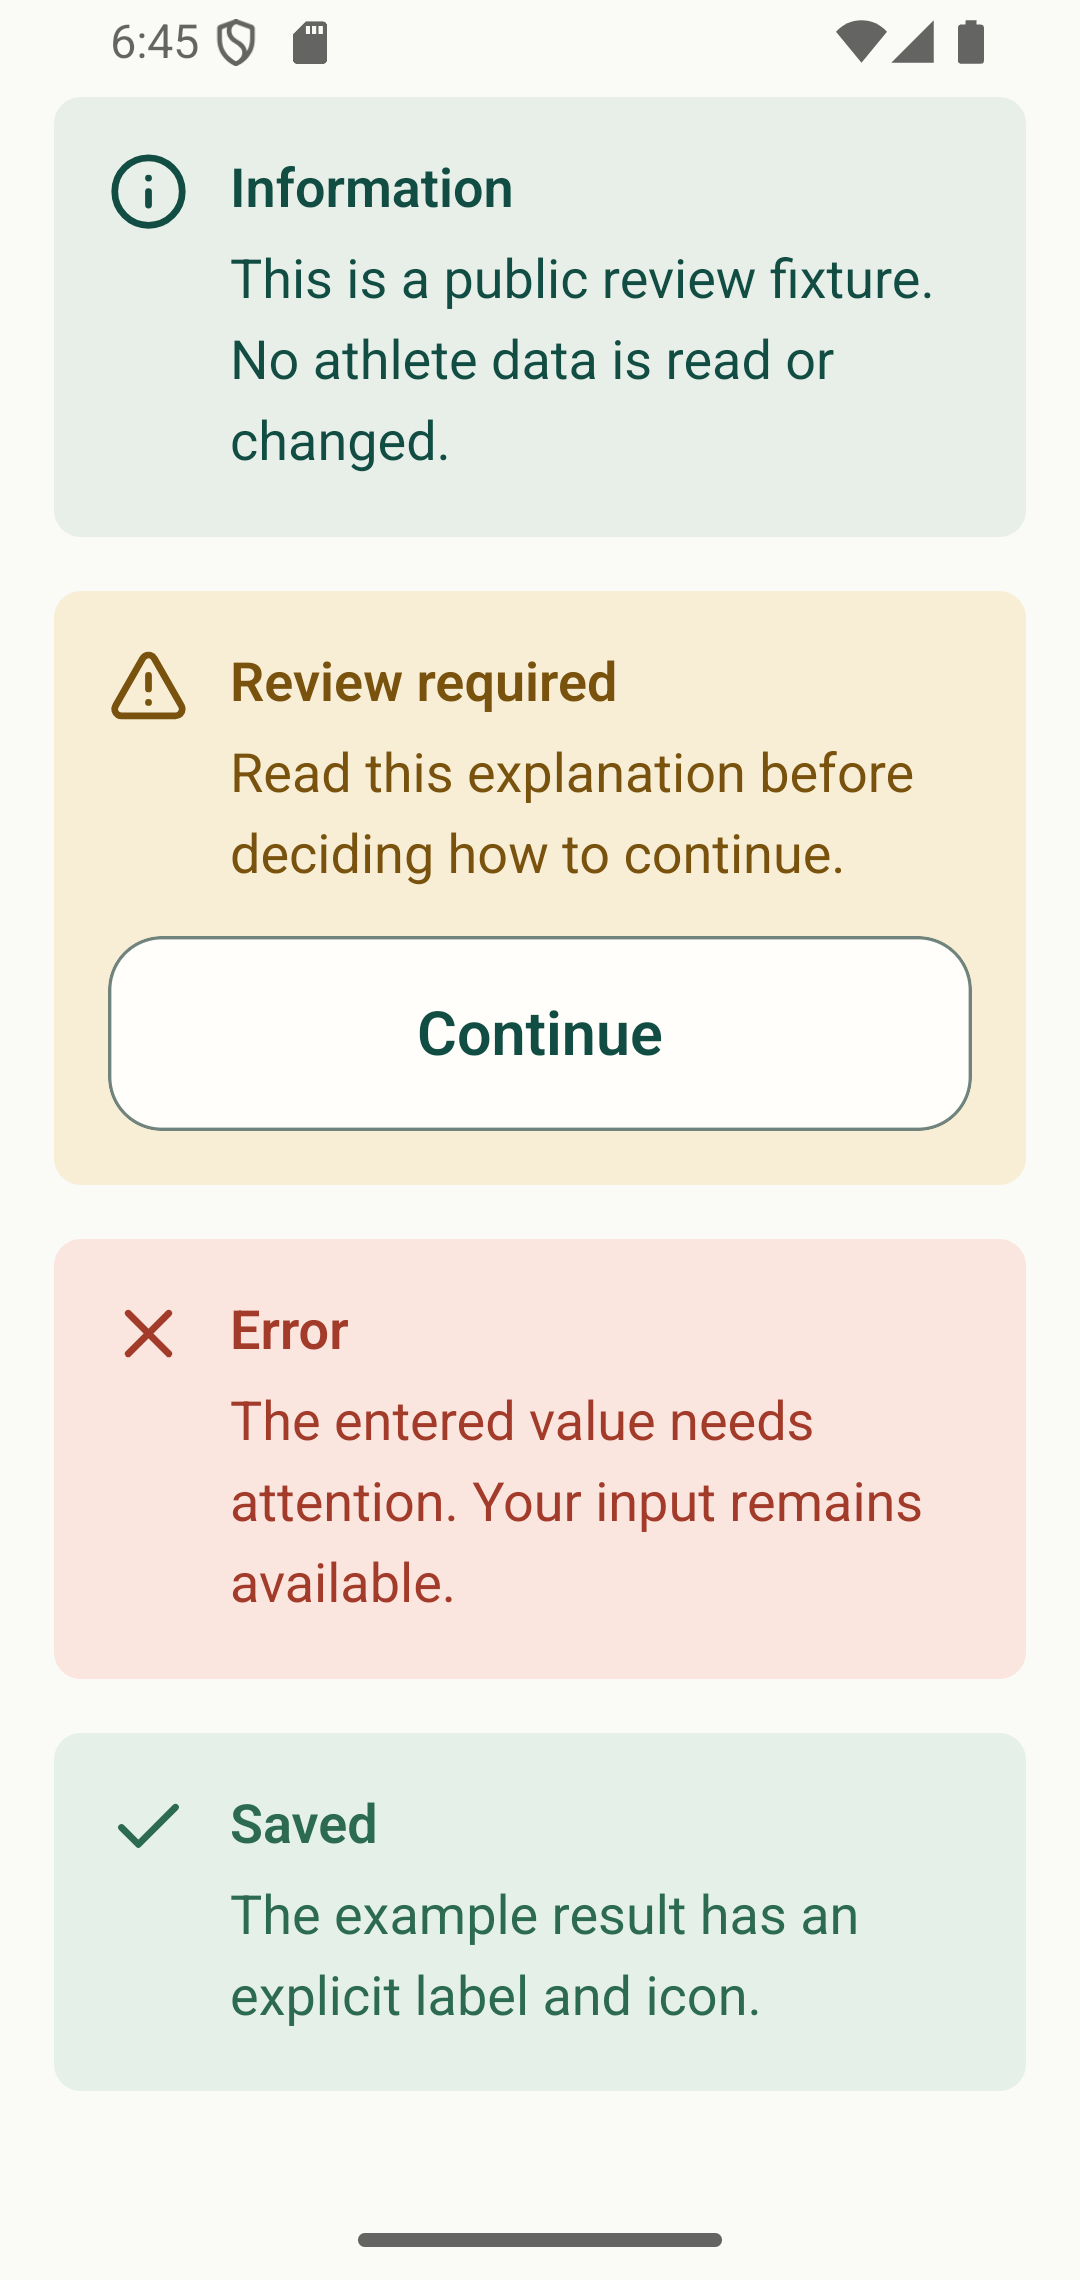 6:45
Information
This is a public review fixture.
No athlete data is read or
changed.
Review required
Read this explanation before
deciding how to continue.
Continue
Error
The entered value needs
attention. Your input remains
available.
Saved
The example result has an
explicit label and icon.